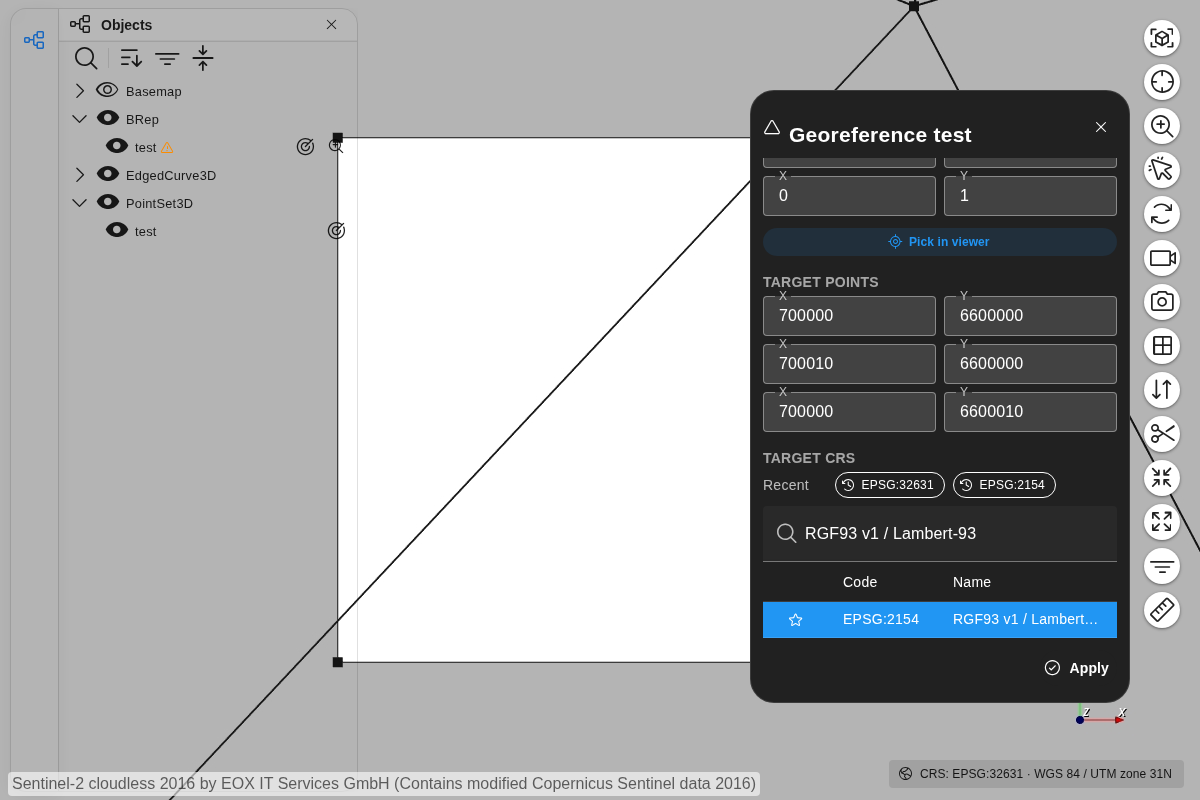 Objects
Basemap
BRep
test
EdgedCurve3D
PointSet3D
test
Georeference test
X
0
Y
1
Pick in viewer
TARGET POINTS
X
700000
Y
6600000
X
700010
Y
6600000
X
700000
Y
6600010
TARGET CRS
Recent EPSG:32631 EPSG:2154
RGF93 v1 / Lambert-93
Code Name
EPSG:2154 RGF93 v1 / Lambert...
Apply
Z X
Sentinel-2 cloudless 2016 by EOX IT Services GmbH (Contains modified Copernicus Sentinel data 2016)
CRS: EPSG:32631 · WGS 84 / UTM zone 31N